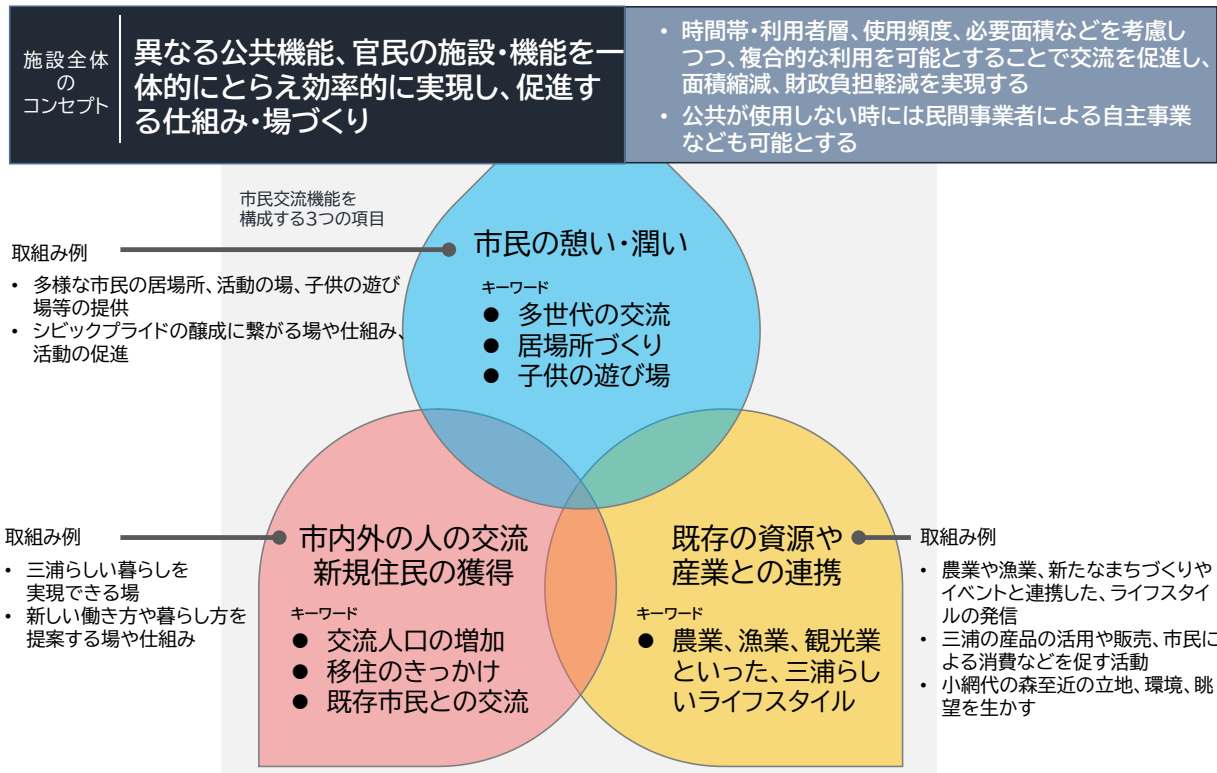 施設全体
の
コンセプト
異なる公共機能、官民の施設・機能を一
体的にとらえ効率的に実現し、促進す
る仕組み・場づくり
• 時間帯・利用者層、使用頻度、必要面積などを考慮し
つつ、複合的な利用を可能とすることで交流を促進し、
面積縮減、財政負担軽減を実現する
• 公共が使用しない時には民間事業者による自主事業
なども可能とする
市民交流機能を
構成する3つの項目
取組み例
• 多様な市民の居場所、活動の場、子供の遊び
場等の提供
• シビックプライドの醸成に繋がる場や仕組み、
活動の促進
市民の憩い・潤い
キーワード
● 多世代の交流
● 居場所づくり
● 子供の遊び場
取組み例
• 三浦らしい暮らしを
実現できる場
• 新しい働き方や暮らし方を
提案する場や仕組み
市内外の人の交流
新規住民の獲得
キーワード
● 交流人口の増加
● 移住のきっかけ
● 既存市民との交流
既存の資源や
産業との連携
キーワード
● 農業、漁業、観光業
といった、三浦らし
いライフスタイル
取組み例
• 農業や漁業、新たなまちづくりや
イベントと連携した、ライフスタイ
ルの発信
• 三浦の産品の活用や販売、市民に
よる消費などを促す活動
• 小網代の森至近の立地、環境、眺
望を生かす